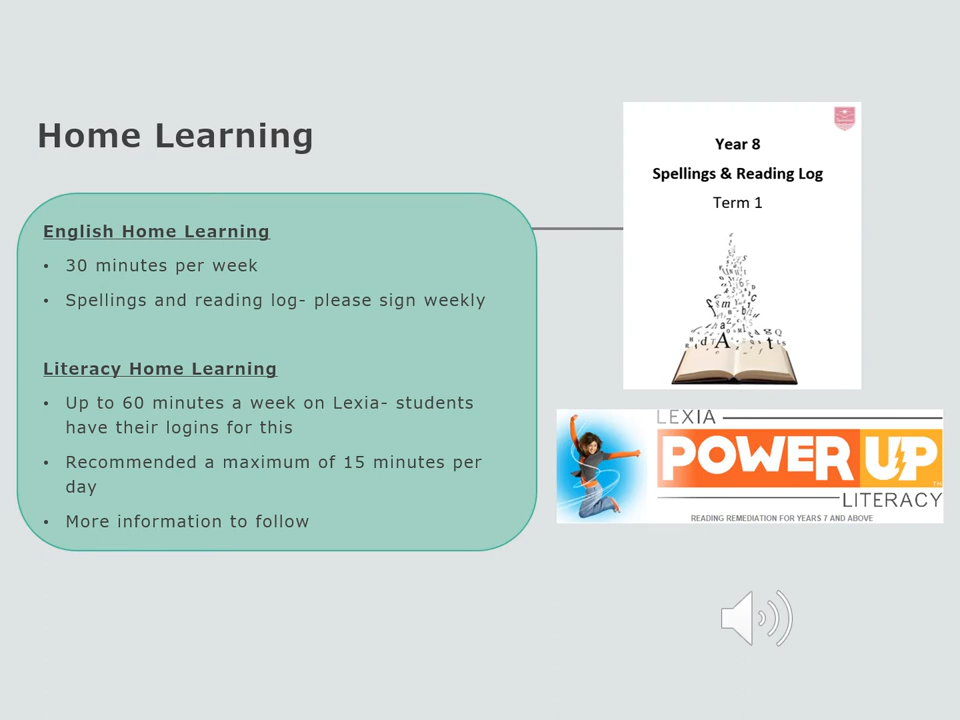 Home Learning
English Home Learning
• 30 minutes per week
• Spellings and reading log- please sign weekly
Literacy Home Learning
• Up to 60 minutes a week on Lexia- students
have their logins for this
• Recommended a maximum of 15 minutes per
day
• More information to follow
Year 8
Spellings & Reading Log
Term 1
LEXIA
POWER UP
TM
LITERACY
READING REMEDIATION FOR YEARS 7 AND ABOVE